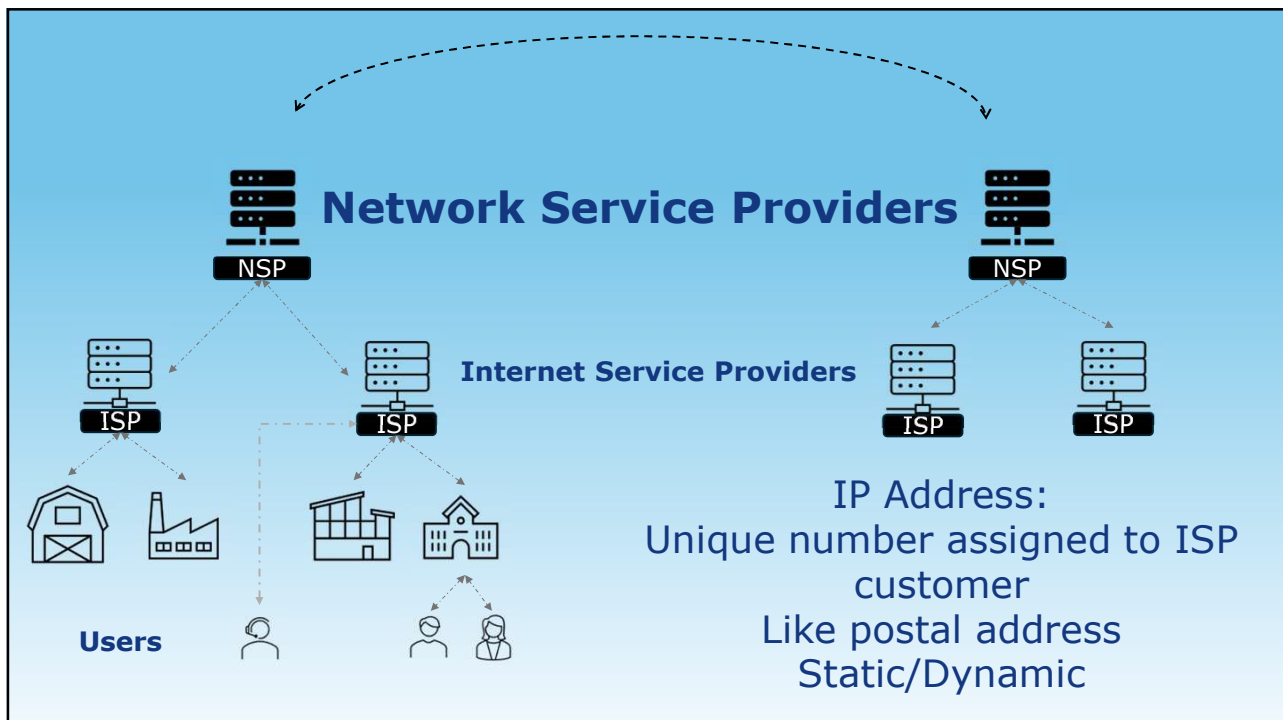 Network Service Providers
NSP
NSP
Internet Service Providers
ISP
ISP
ISP
ISP
IP Address:
Unique number assigned to ISP
customer
Like postal address
Static/Dynamic
Users